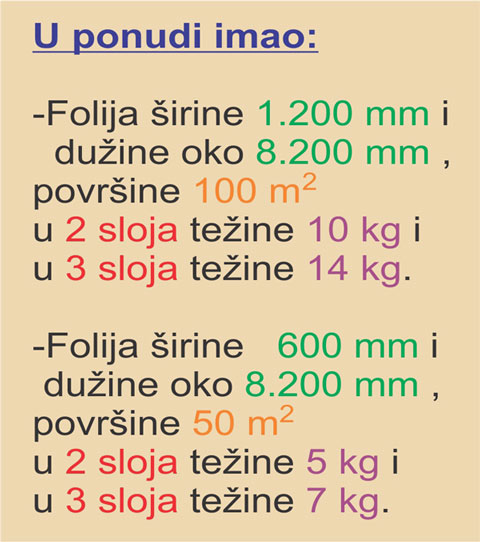 U ponudi imao:
-Folija širine 1.200 mm i
dužine oko 8.200 mm ,
površine 100 m²
u 2 sloja težine 10 kg i
u 3 sloja težine 14 kg.
-Folija širine 600 mm i
dužine oko 8.200 mm ,
površine 50 m²
u 2 sloja težine 5 kg i
u 3 sloja težine 7 kg.